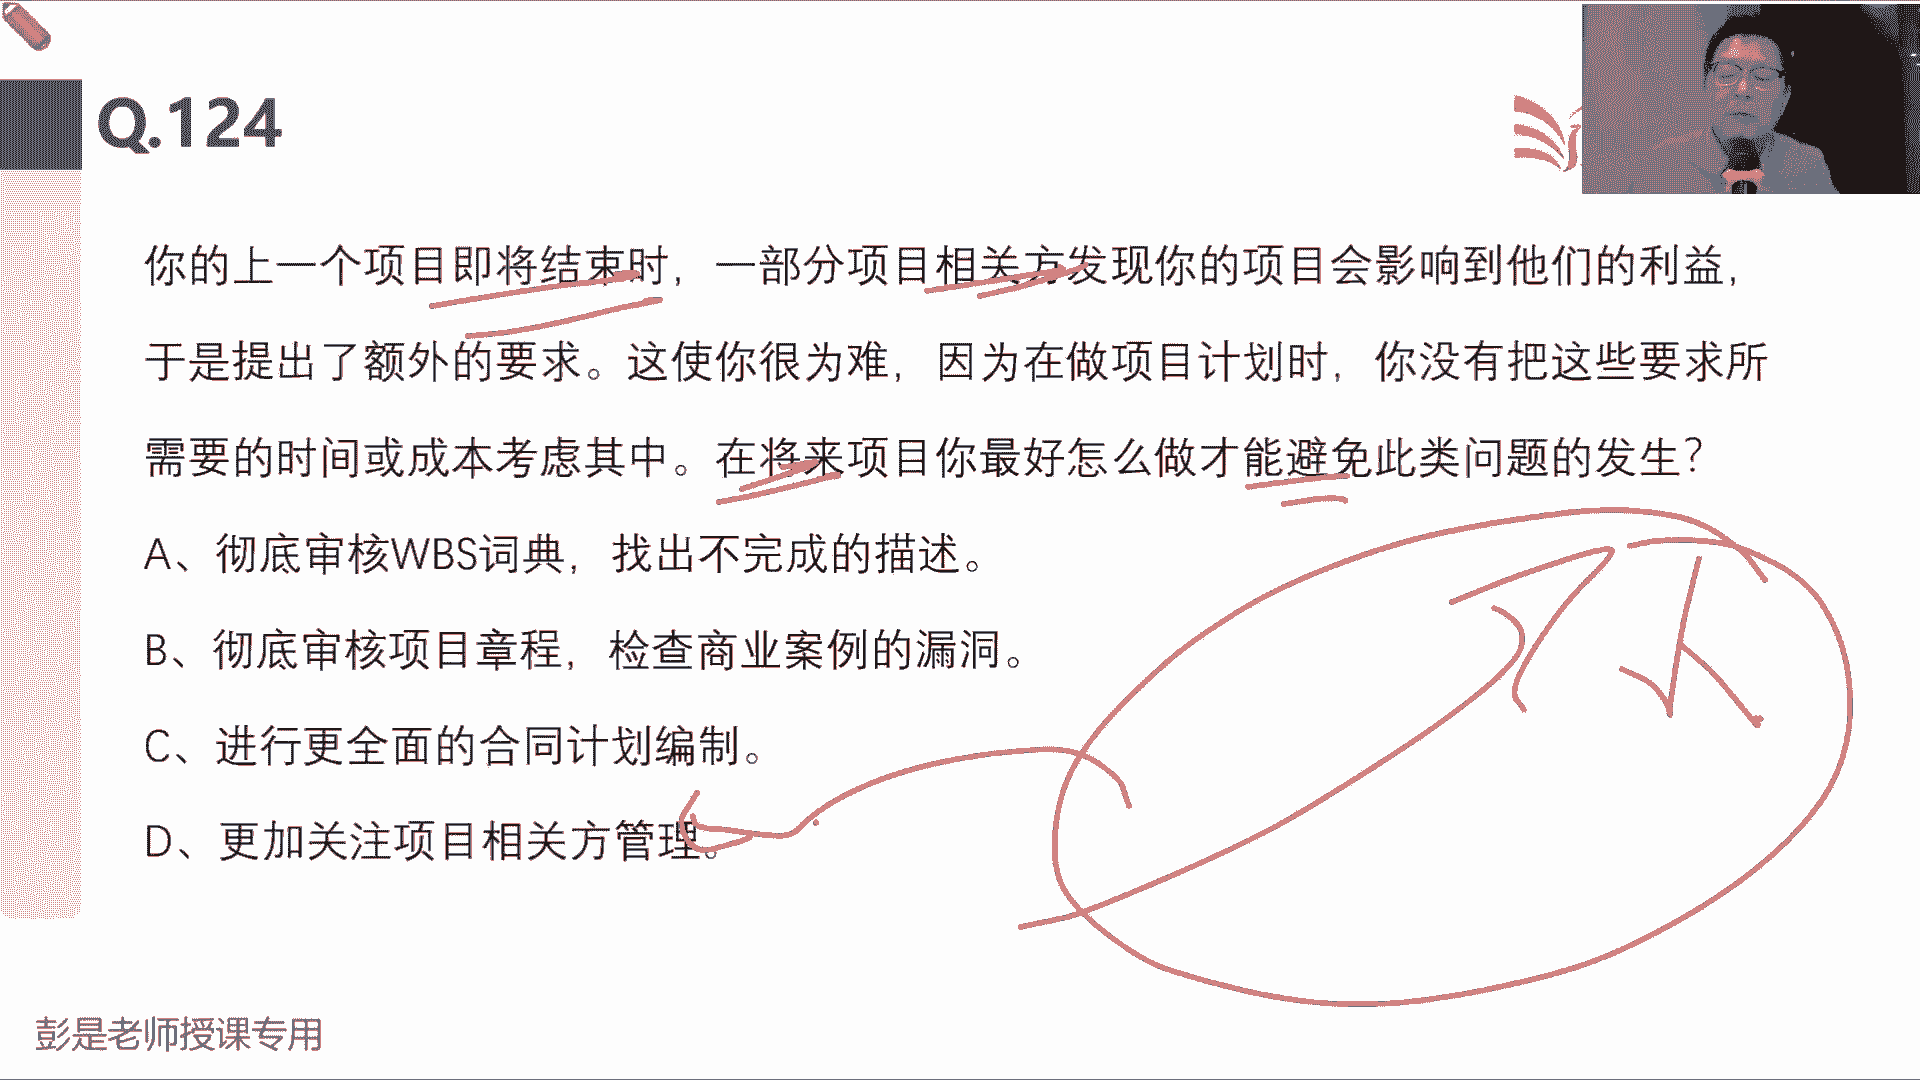 Q.124
你的上一个项目即将结束时，一部分项目相关方发现你的项目会影响到他们的利益，
于是提出了额外的要求。这使你很为难，因为在做项目计划时，你没有把这些要求所
需要的时间或成本考虑其中。在将来项目你最好怎么做才能避免此类问题的发生？
A、彻底审核WBS词典，找出不完成的描述。
B、彻底审核项目章程，检查商业案例的漏洞。
C、进行更全面的合同计划编制。
D、更加关注项目相关方管理。
彭是老师授课专用